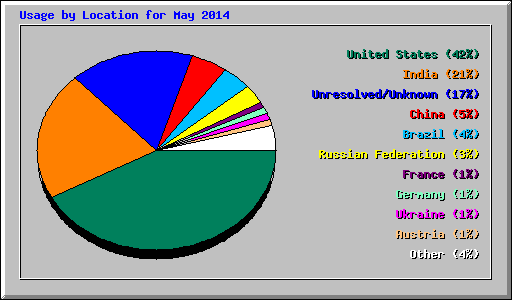 Usage by Location for May 2014
United States (42%)
India (21%)
Unresolved/Unknown (17%)
China (5%)
Brazil (4%)
Russian Federation (3%)
France (1%)
Germany (1%)
Ukraine (1%)
Austria (1%)
Other (4%)